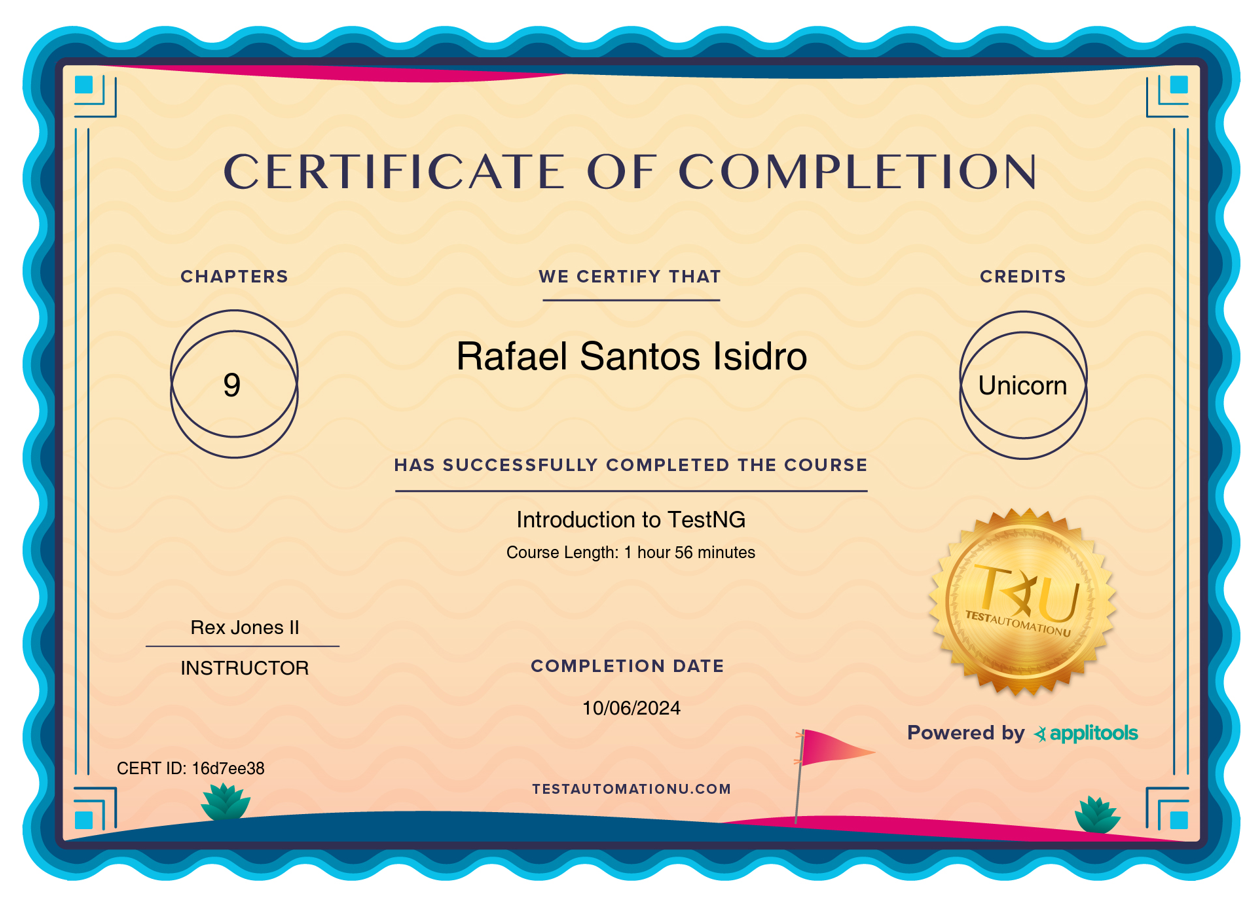 CERTIFICATE OF COMPLETION
CHAPTERS
9
WE CERTIFY THAT
Rafael Santos Isidro
CREDITS
Unicorn
HAS SUCCESSFULLY COMPLETED THE COURSE
Introduction to TestNG
Course Length: 1 hour 56 minutes
TAU
TESTAUTOMATIONU
Rex Jones II
INSTRUCTOR
COMPLETION DATE
10/06/2024
Powered by applitools
CERT ID: 16d7ee38
TESTAUTOMATIONU.COM